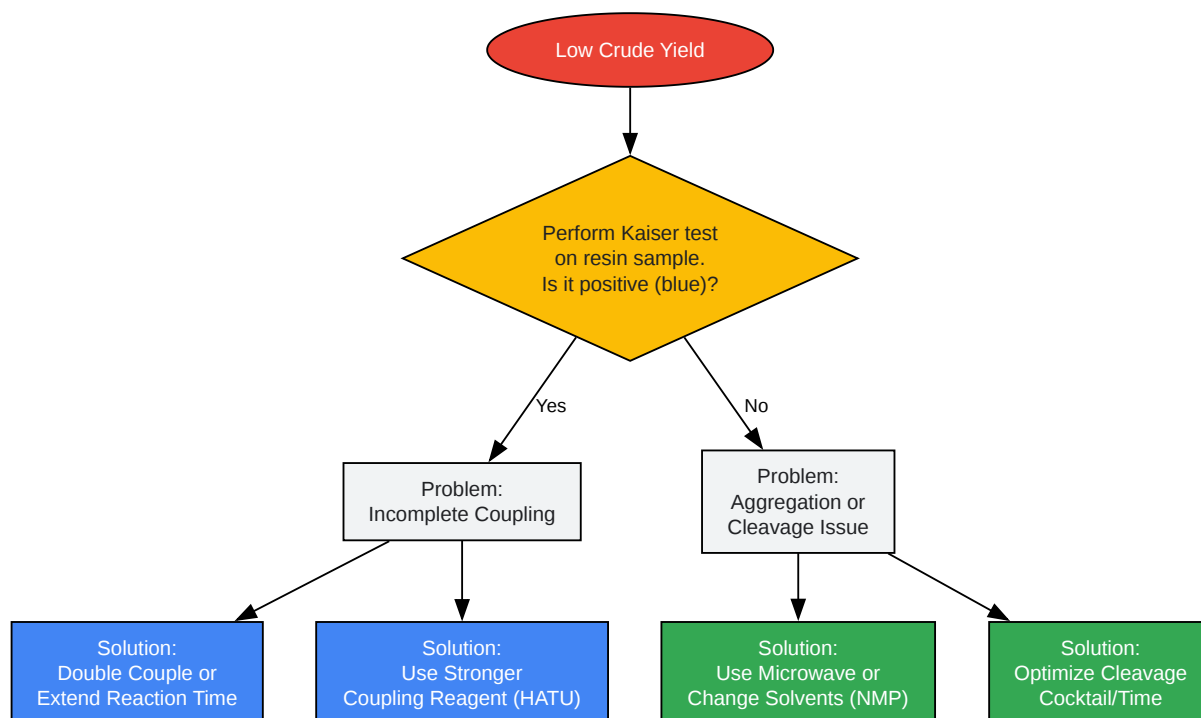 Low Crude Yield
Perform Kaiser test
on resin sample.
Is it positive (blue)?
Yes
No
Problem:
Incomplete Coupling
Problem:
Aggregation or
Cleavage Issue
Solution:
Double Couple or
Extend Reaction Time
Solution:
Use Stronger
Coupling Reagent (HATU)
Solution:
Use Microwave or
Change Solvents (NMP)
Solution:
Optimize Cleavage
Cocktail/Time